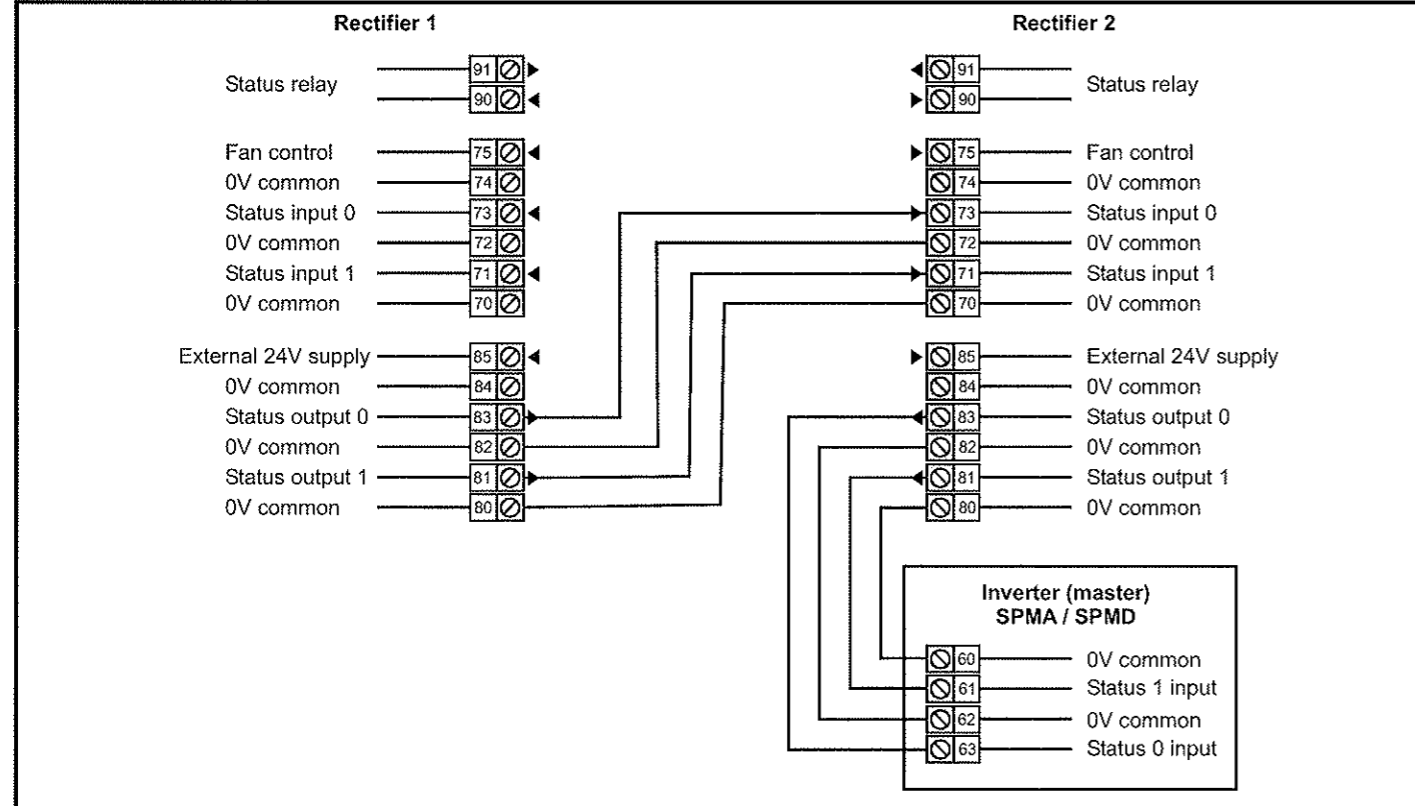 Rectifier 1
Status relay
91
90
Fan control 75
0V common 74
Status input 0 73
0V common 72
Status input 1 71
0V common 70
External 24V supply 85
0V common 84
Status output 0 83
0V common 82
Status output 1 81
0V common 80
Rectifier 2
91
90
Status relay
75 Fan control
74 0V common
73 Status input 0
72 0V common
71 Status input 1
70 0V common
85 External 24V supply
84 0V common
83 Status output 0
82 0V common
81 Status output 1
80 0V common
Inverter (master)
SPMA / SPMD
60 0V common
61 Status 1 input
62 0V common
63 Status 0 input